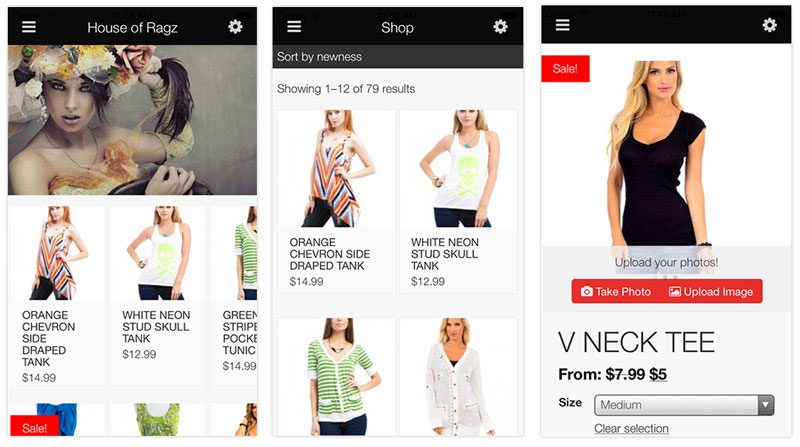 House of Ragz
ORANGE
CHEVRON
SIDE
DRAPED
TANK
$14.99
WHITE NEON
STUD SKULL
TANK
$12.99
GREEN
STRIPE
POCKE
TUNIC
$14.99
Sale!
Shop
Sort by newness
Showing 1–12 of 79 results
ORANGE
CHEVRON SIDE
DRAPED TANK
$14.99
WHITE NEON
STUD SKULL
TANK
$12.99
Sale!
Upload your photos!
Take Photo Upload Image
V NECK TEE
From: $7.99 $5
Size Medium
Clear selection